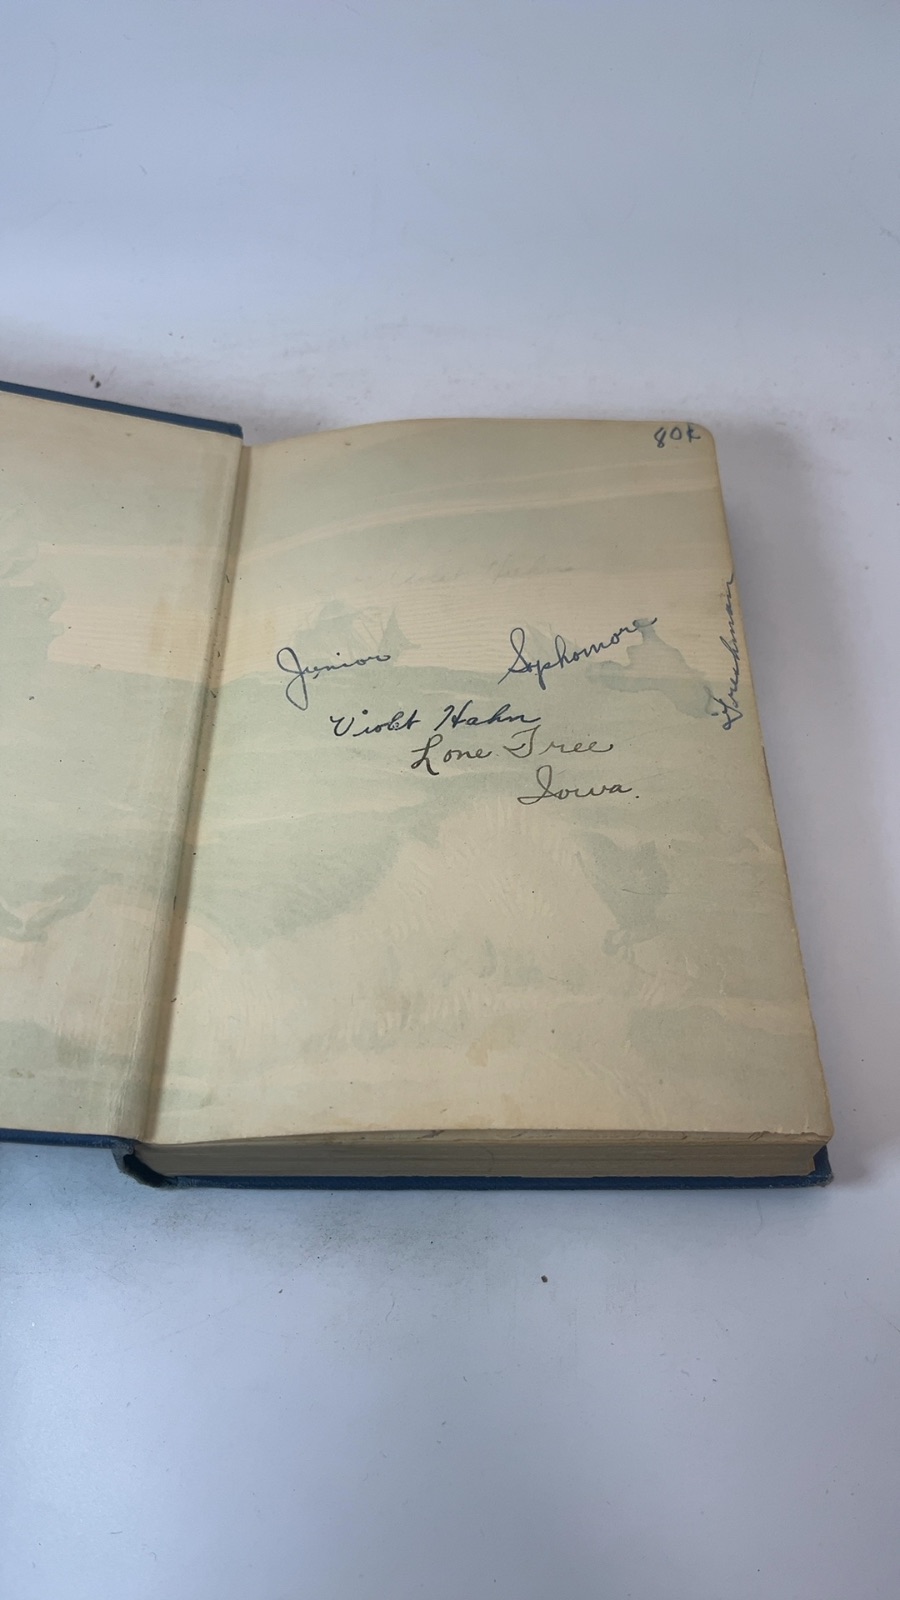 80¢
Junior
Sophomore
Freshman
Violet Hahn
Lone Tree
Iowa.